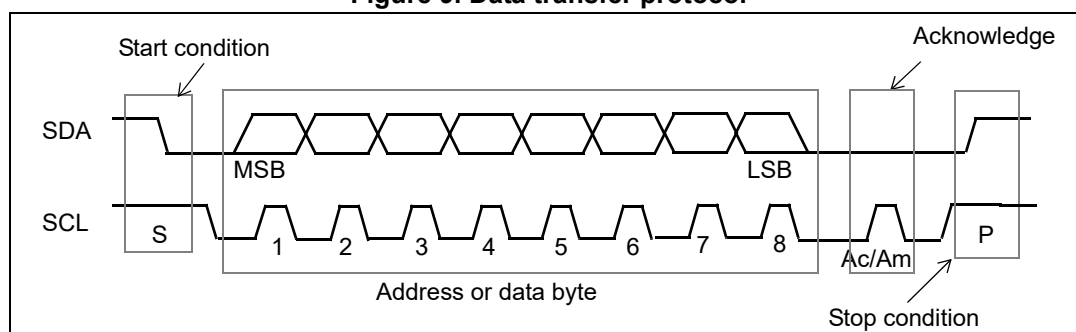 Figure 9. Data transfer protocol
Start condition
Acknowledge
SDA
MSB
LSB
SCL
S
1
2
3
4
5
6
7
8
Ac/Am
P
Address or data byte
Stop condition